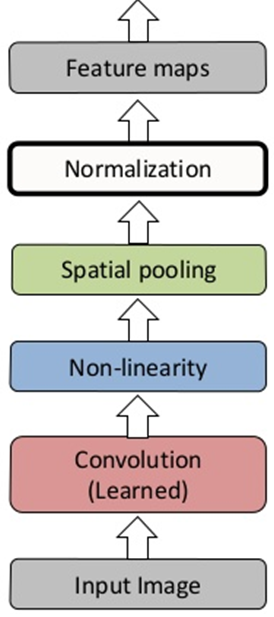 Feature maps
Normalization
Spatial pooling
Non-linearity
Convolution
(Learned)
Input Image